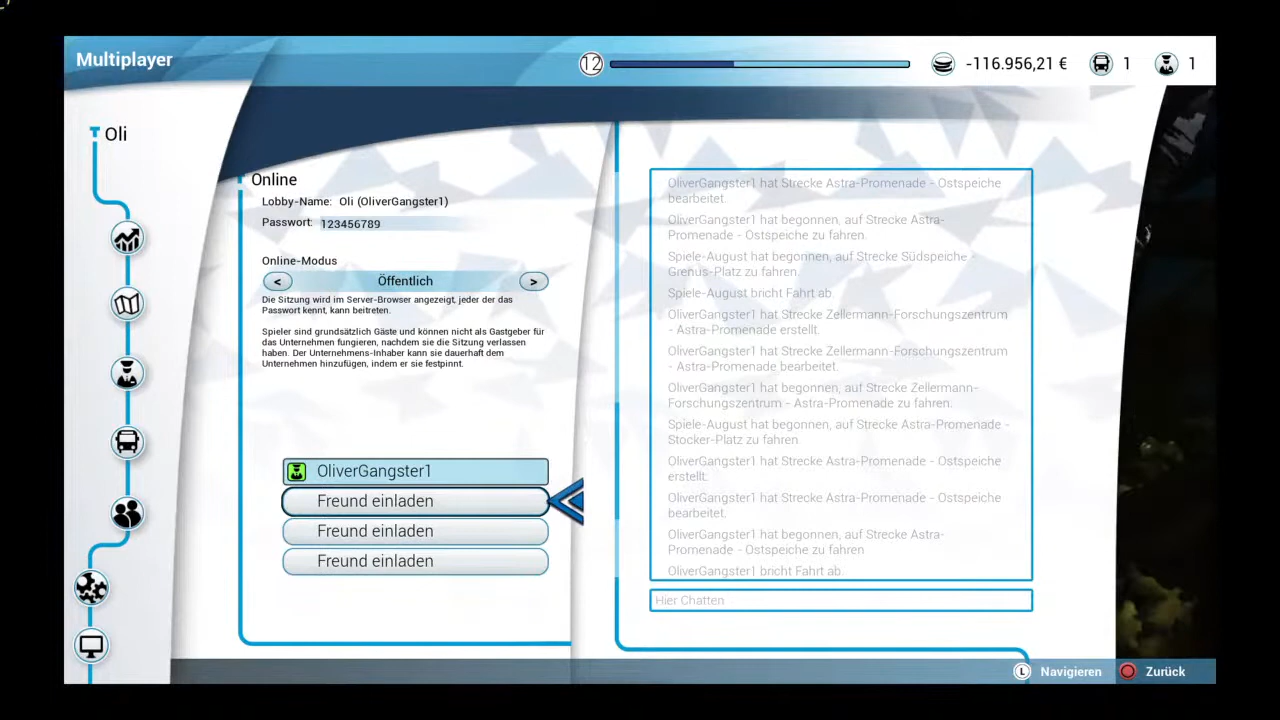 Multiplayer
12
-116.956,21 €
1
1
Oli
Online
Lobby-Name: Oli (OliverGangster1)
Passwort: 123456789
Online-Modus
< Öffentlich >
Die Sitzung wird im Server-Browser angezeigt, jeder der das
Passwort kennt, kann beitreten.
Spieler sind grundsätzlich Gäste und können nicht als Gastgeber für
das Unternehmen fungieren, nachdem sie die Sitzung verlassen
haben. Der Unternehmens-Inhaber kann sie dauerhaft dem
Unternehmen hinzufügen, indem er sie festpinnt.
OliverGangster1
Freund einladen
Freund einladen
Freund einladen
OliverGangster1 hat Strecke Astra-Promenade - Ostspeiche
bearbeitet.
OliverGangster1 hat begonnen, auf Strecke Astra-
Promenade - Ostspeiche zu fahren.
Spiele-August hat begonnen, auf Strecke Südspeiche -
Grenus-Platz zu fahren.
Spiele-August bricht Fahrt ab.
OliverGangster1 hat Strecke Zellermann-Forschungszentrum
- Astra-Promenade erstellt.
OliverGangster1 hat Strecke Zellermann-Forschungszentrum
- Astra-Promenade bearbeitet.
OliverGangster1 hat begonnen, auf Strecke Zellermann-
Forschungszentrum - Astra-Promenade zu fahren.
Spiele-August hat begonnen, auf Strecke Astra-Promenade -
Stocker-Platz zu fahren.
OliverGangster1 hat Strecke Astra-Promenade - Ostspeiche
erstellt.
OliverGangster1 hat Strecke Astra-Promenade - Ostspeiche
bearbeitet.
OliverGangster1 hat begonnen, auf Strecke Astra-
Promenade - Ostspeiche zu fahren.
OliverGangster1 bricht Fahrt ab.
Hier Chatten
L Navigieren
Zurück